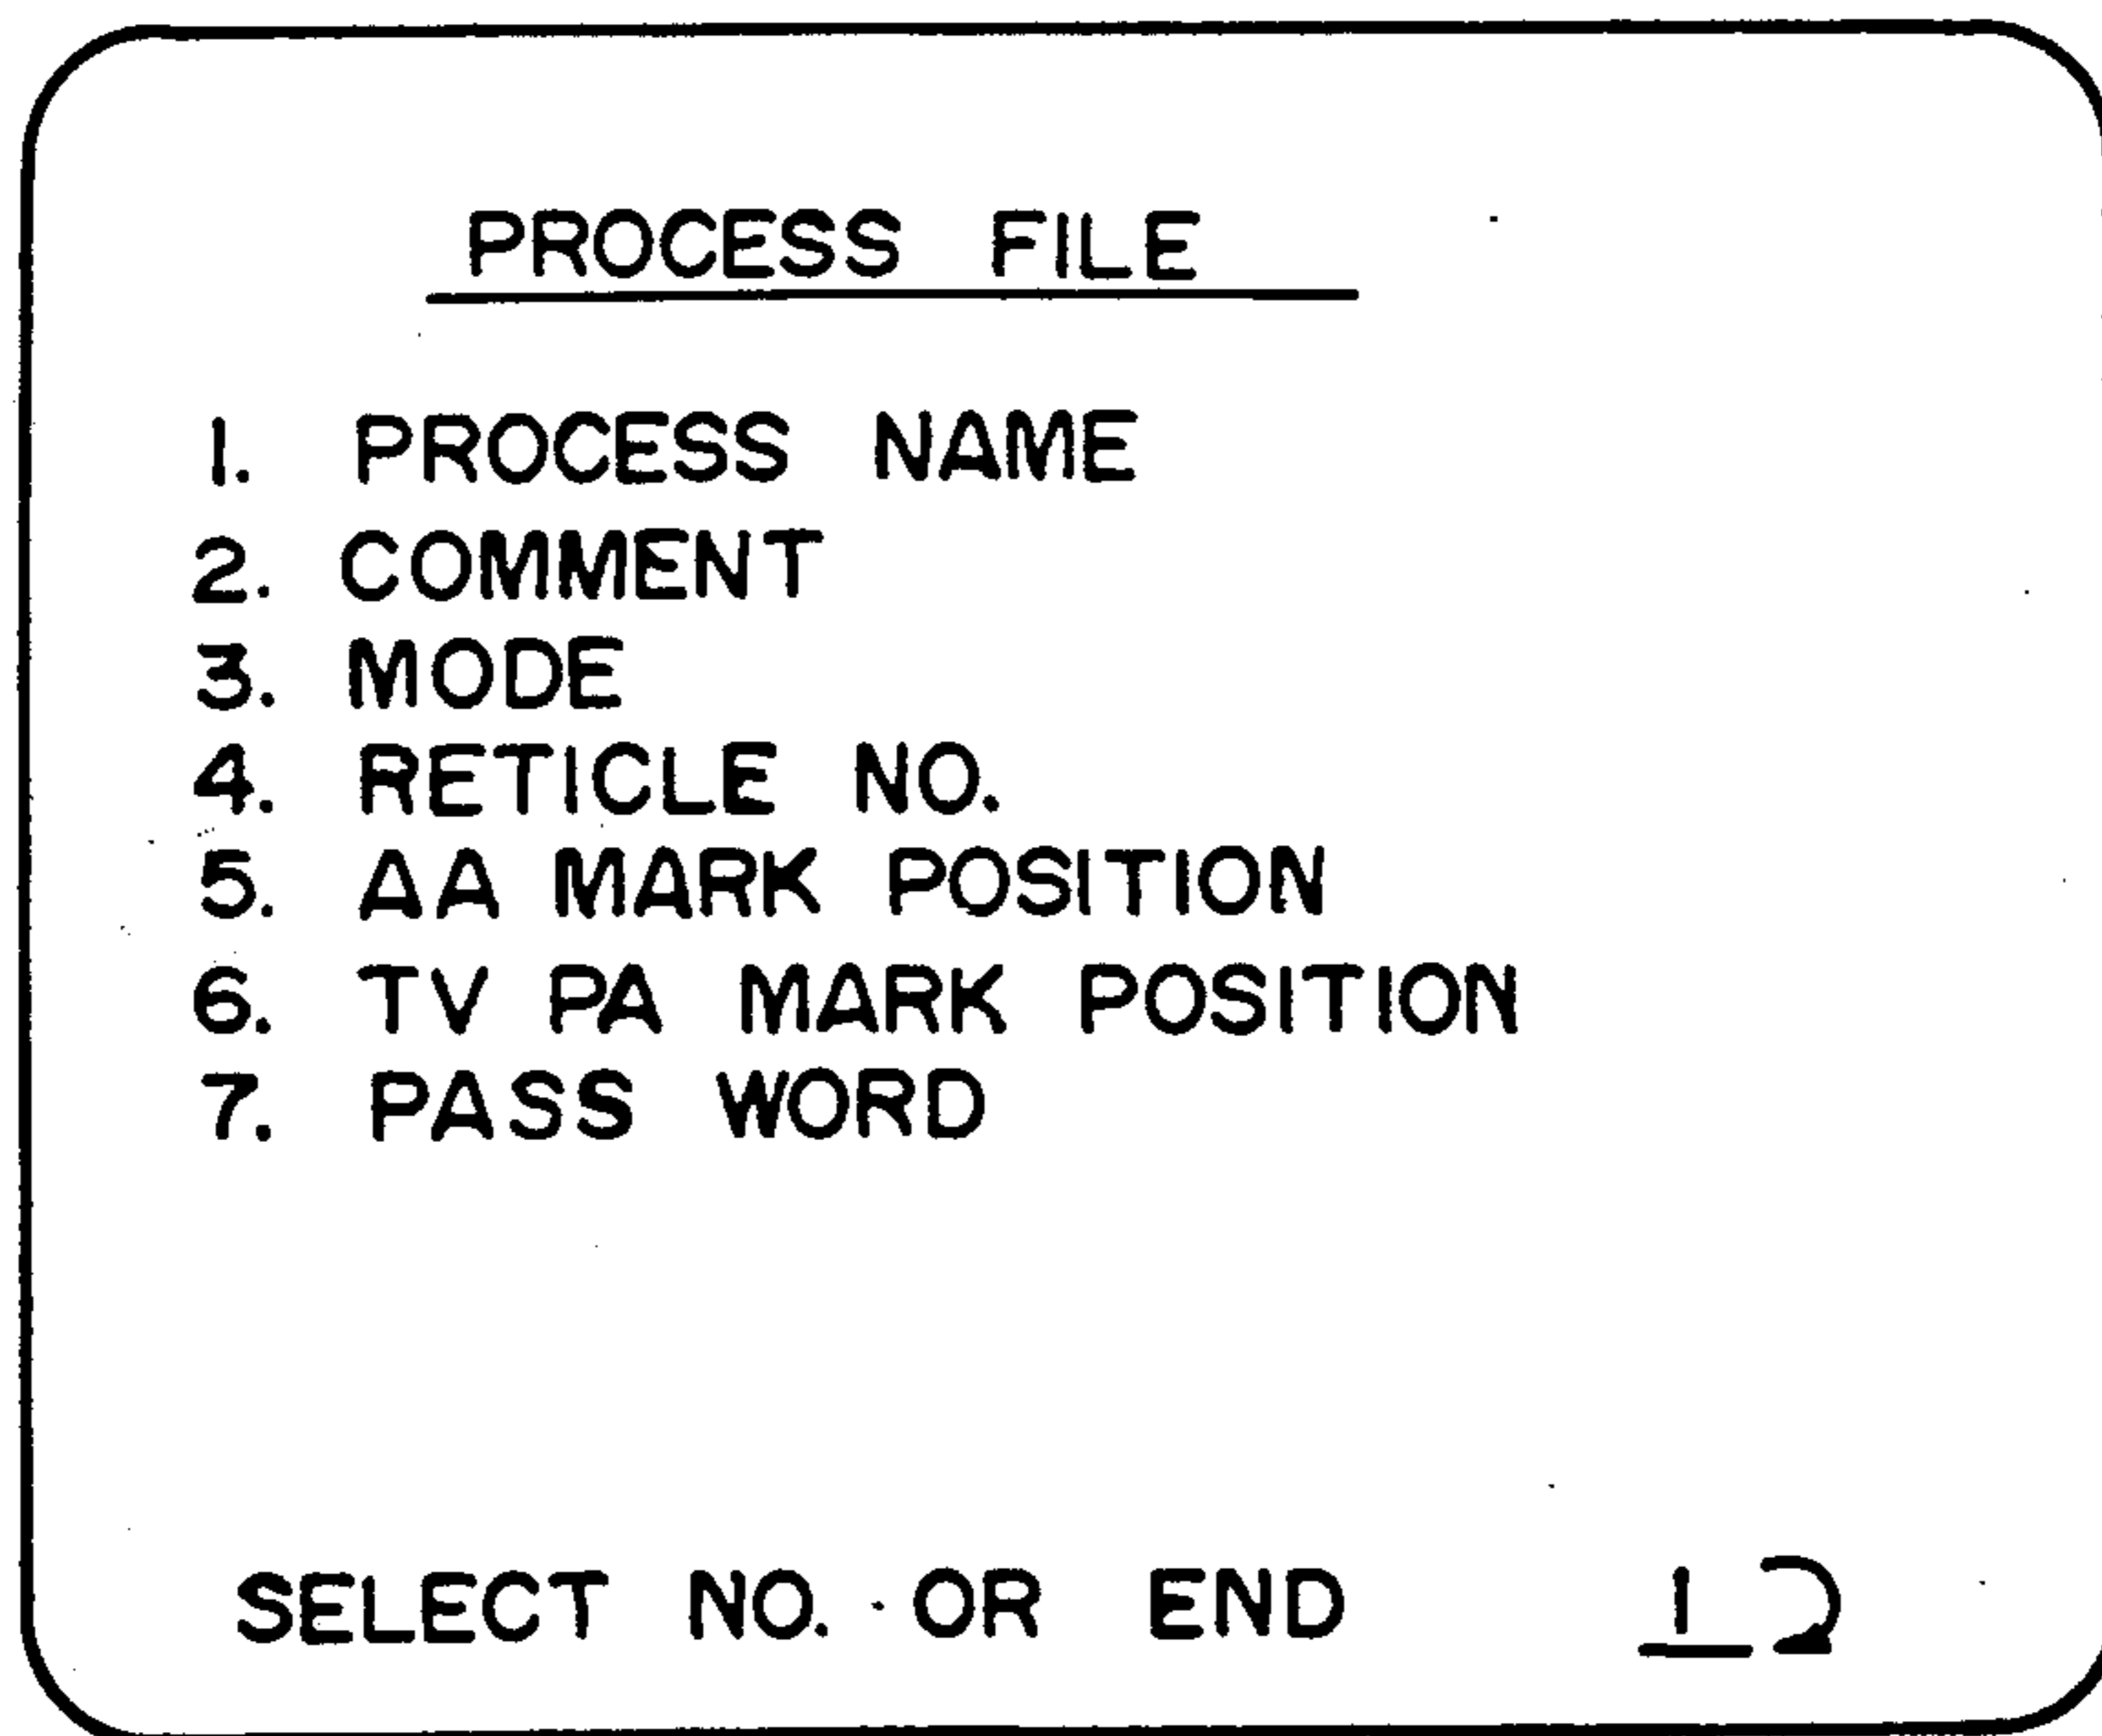 PROCESS FILE
1. PROCESS NAME
2. COMMENT
3. MODE
4. RETICLE NO.
5. AA MARK POSITION
6. TV PA MARK POSITION
7. PASS WORD
SELECT NO. OR END 1